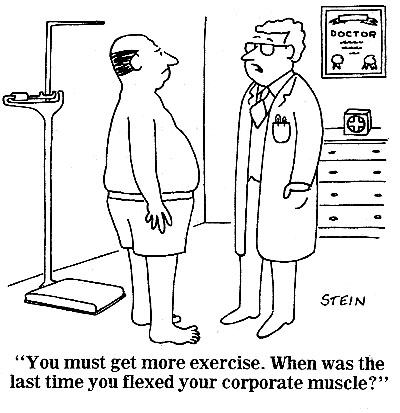 DOCTOR
STEIN
"You must get more exercise. When was the
last time you flexed your corporate muscle?"